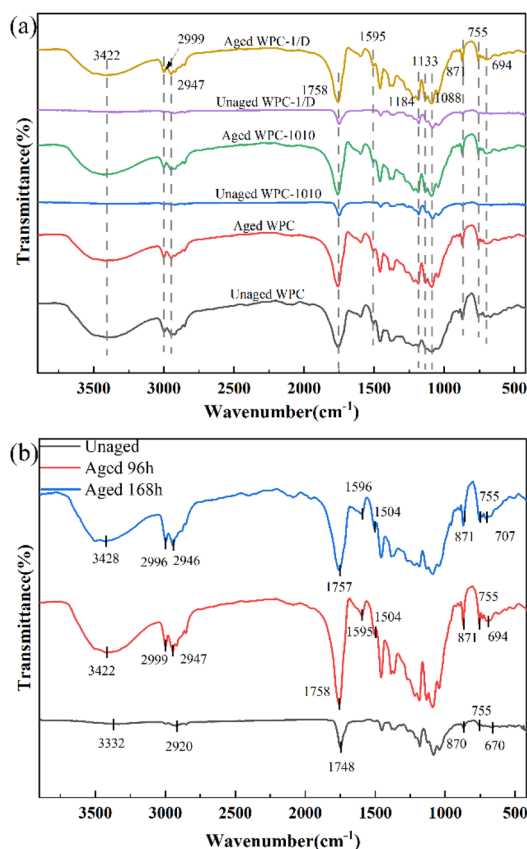 (a)
3422
2999
2947
Aged WPC-1/D
1595
755
1758
1133
871
694
1184
1088
Unaged WPC-1/D
Aged WPC-1010
Unaged WPC-1010
Aged WPC
Unaged WPC
Transmittance(%)
3500 3000 2500 2000 1500 1000 500
Wavenumber(cm-1)
(b)
Unaged
Aged 96h
Aged 168h
1596
1504
755
3428
2996
2946
1757
871
707
755
1504
1595
3422
2999
2947
1758
871
694
755
3332
2920
1748
870
670
Transmittance(%)
3500 3000 2500 2000 1500 1000 500
Wavenumber(cm-1)